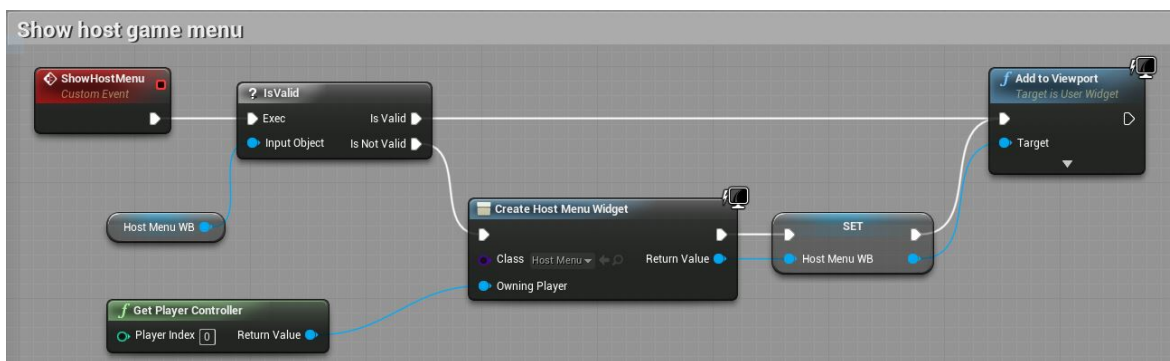 Show host game menu
ShowHostMenu
Custom Event
? IsValid
Exec Is Valid
Input Object Is Not Valid
Host Menu WB
f Get Player Controller
Player Index 0 Return Value
Create Host Menu Widget
Class Host Menu Return Value
Owning Player
SET
Host Menu WB
f Add to Viewport
Target is User Widget
Target